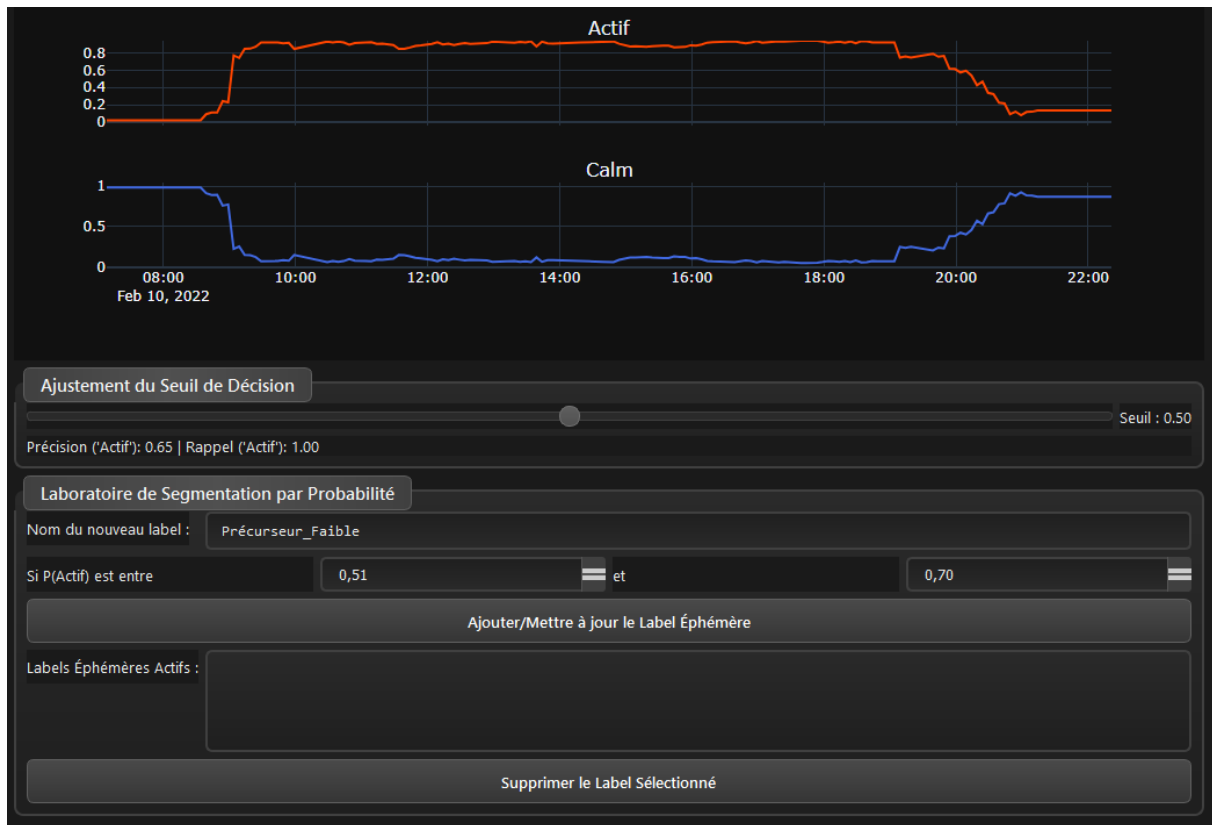 Actif
0.8
0.6
0.4
0.2
0
Calm
1
0.5
0
08:00 10:00 12:00 14:00 16:00 18:00 20:00 22:00
Feb 10, 2022
Ajustement du Seuil de Décision
Seuil : 0.50
Précision ('Actif'): 0.65 | Rappel ('Actif'): 1.00
Laboratoire de Segmentation par Probabilité
Nom du nouveau label : Précurseur_Faible
Si P(Actif) est entre 0,51 et 0,70
Ajouter/Mettre à jour le Label Éphémère
Labels Éphémères Actifs :
Supprimer le Label Sélectionné